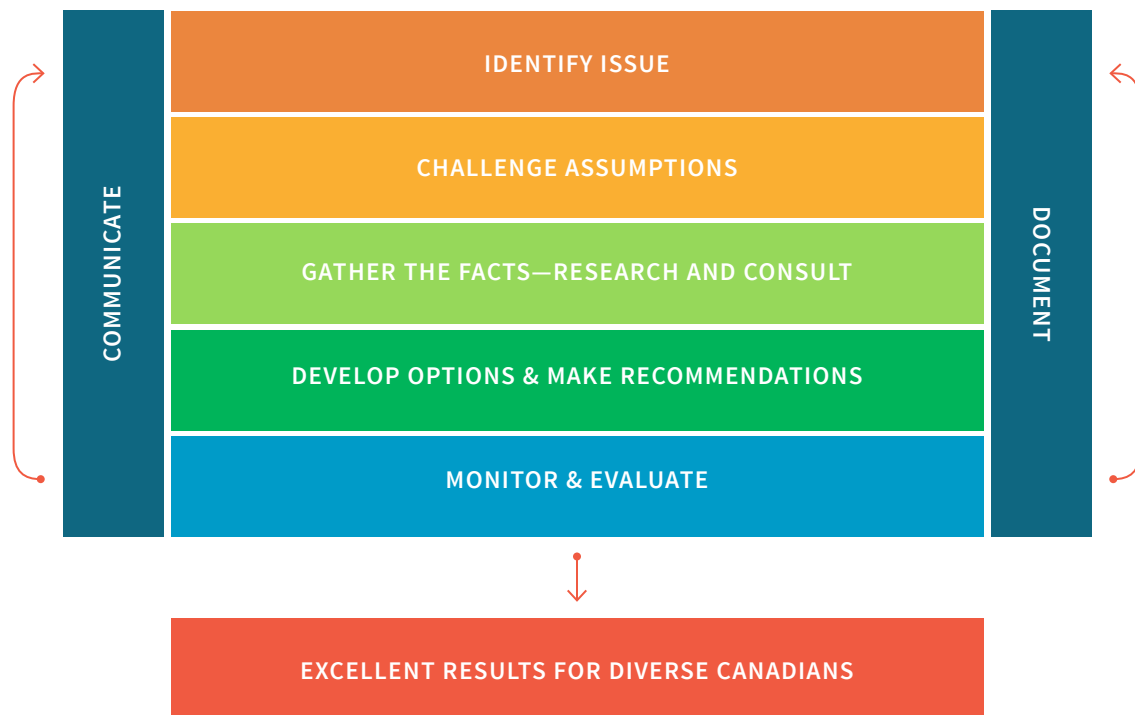 COMMUNICATE
IDENTIFY ISSUE
CHALLENGE ASSUMPTIONS
GATHER THE FACTS—RESEARCH AND CONSULT
DEVELOP OPTIONS & MAKE RECOMMENDATIONS
MONITOR & EVALUATE
DOCUMENT
EXCELLENT RESULTS FOR DIVERSE CANADIANS